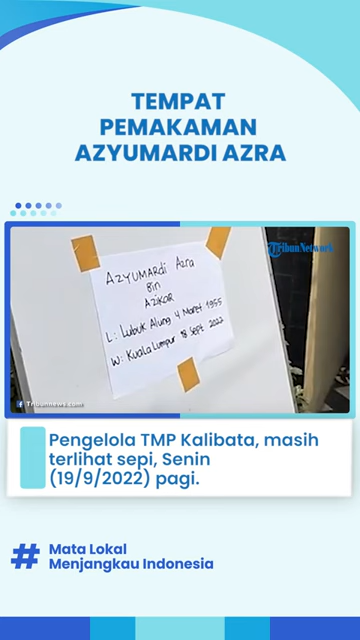 TEMPAT
PEMAKAMAN
AZYUMARDI AZRA
TribunNetwork
AZYUMARDI Azra
Bin
AZIKAR
L: Lubuk Alung 4 Maret 1955
W: Kuala Lumpur 18 Sept 2022
Tribunnews.com
Pengelola TMP Kalibata, masih
terlihat sepi, Senin
(19/9/2022) pagi.
# Mata Lokal
Menjangkau Indonesia